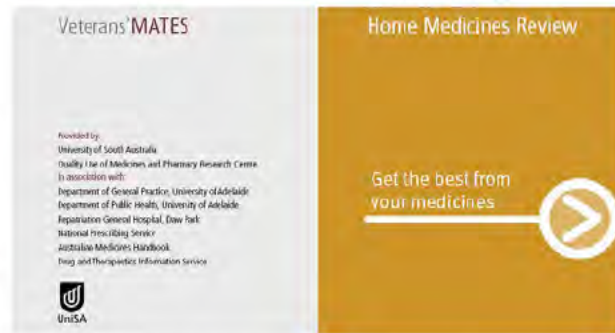 Veterans'MATES
Provided by:
University of South Australia
Quality Use of Medicines and Pharmacy Research Centre
In association with:
Department of General Practice, University of Adelaide
Department of Public Health, University of Adelaide
Repatriation General Hospital, Daw Park
National Prescribing Service
Australian Medicines Handbook
Drug and Therapeutics Information Service
UniSA
Home Medicines Review
Get the best from
your medicines